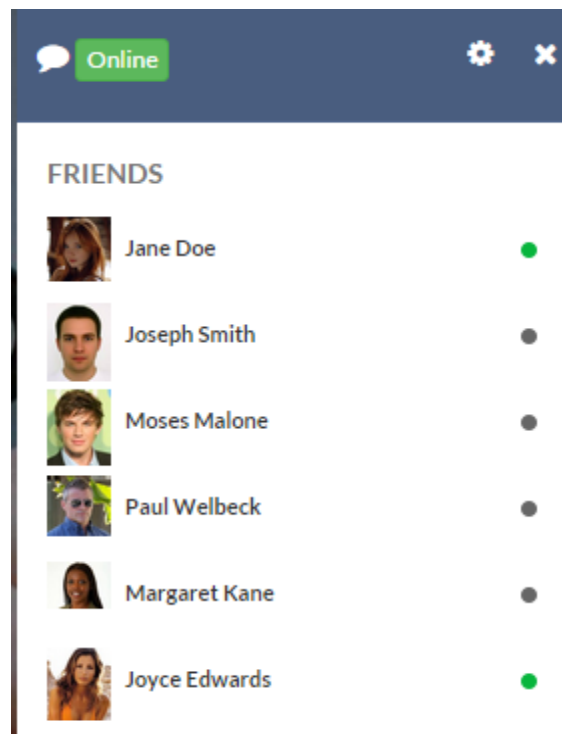 Online
FRIENDS
Jane Doe
Joseph Smith
Moses Malone
Paul Welbeck
Margaret Kane
Joyce Edwards